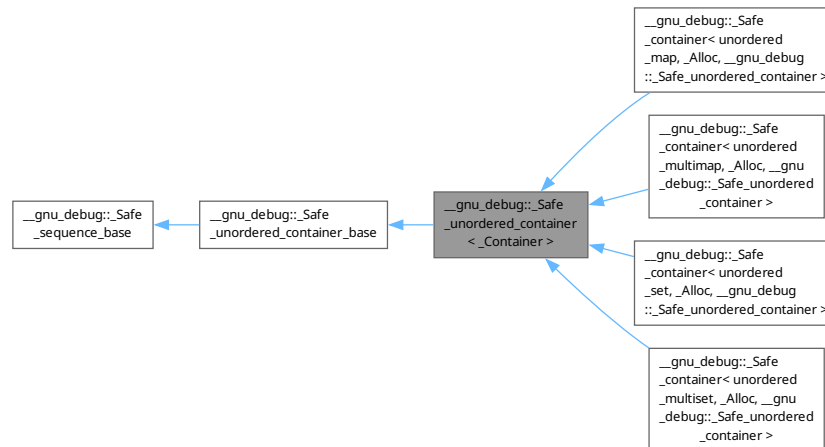 __gnu_debug::_Safe
_sequence_base
__gnu_debug::_Safe
_unordered_container_base
__gnu_debug::_Safe
_unordered_container
< _Container >
__gnu_debug::_Safe
_container< unordered
_map, _Alloc, __gnu_debug
::_Safe_unordered_container >
__gnu_debug::_Safe
_container< unordered
_multimap, _Alloc, __gnu
_debug::_Safe_unordered
_container >
__gnu_debug::_Safe
_container< unordered
_set, _Alloc, __gnu_debug
::_Safe_unordered_container >
__gnu_debug::_Safe
_container< unordered
_multiset, _Alloc, __gnu
_debug::_Safe_unordered
_container >